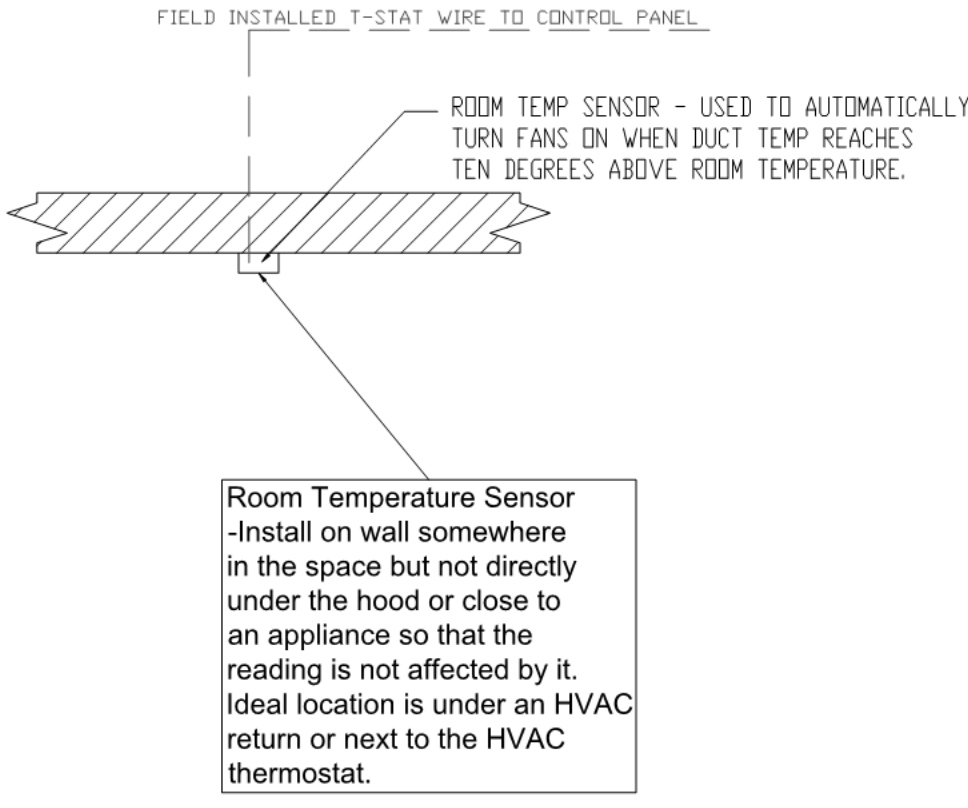 FIELD INSTALLED T-STAT WIRE TO CONTROL PANEL
ROOM TEMP SENSOR - USED TO AUTOMATICALLY
TURN FANS ON WHEN DUCT TEMP REACHES
TEN DEGREES ABOVE ROOM TEMPERATURE.
Room Temperature Sensor
-Install on wall somewhere
in the space but not directly
under the hood or close to
an appliance so that the
reading is not affected by it.
Ideal location is under an HVAC
return or next to the HVAC
thermostat.